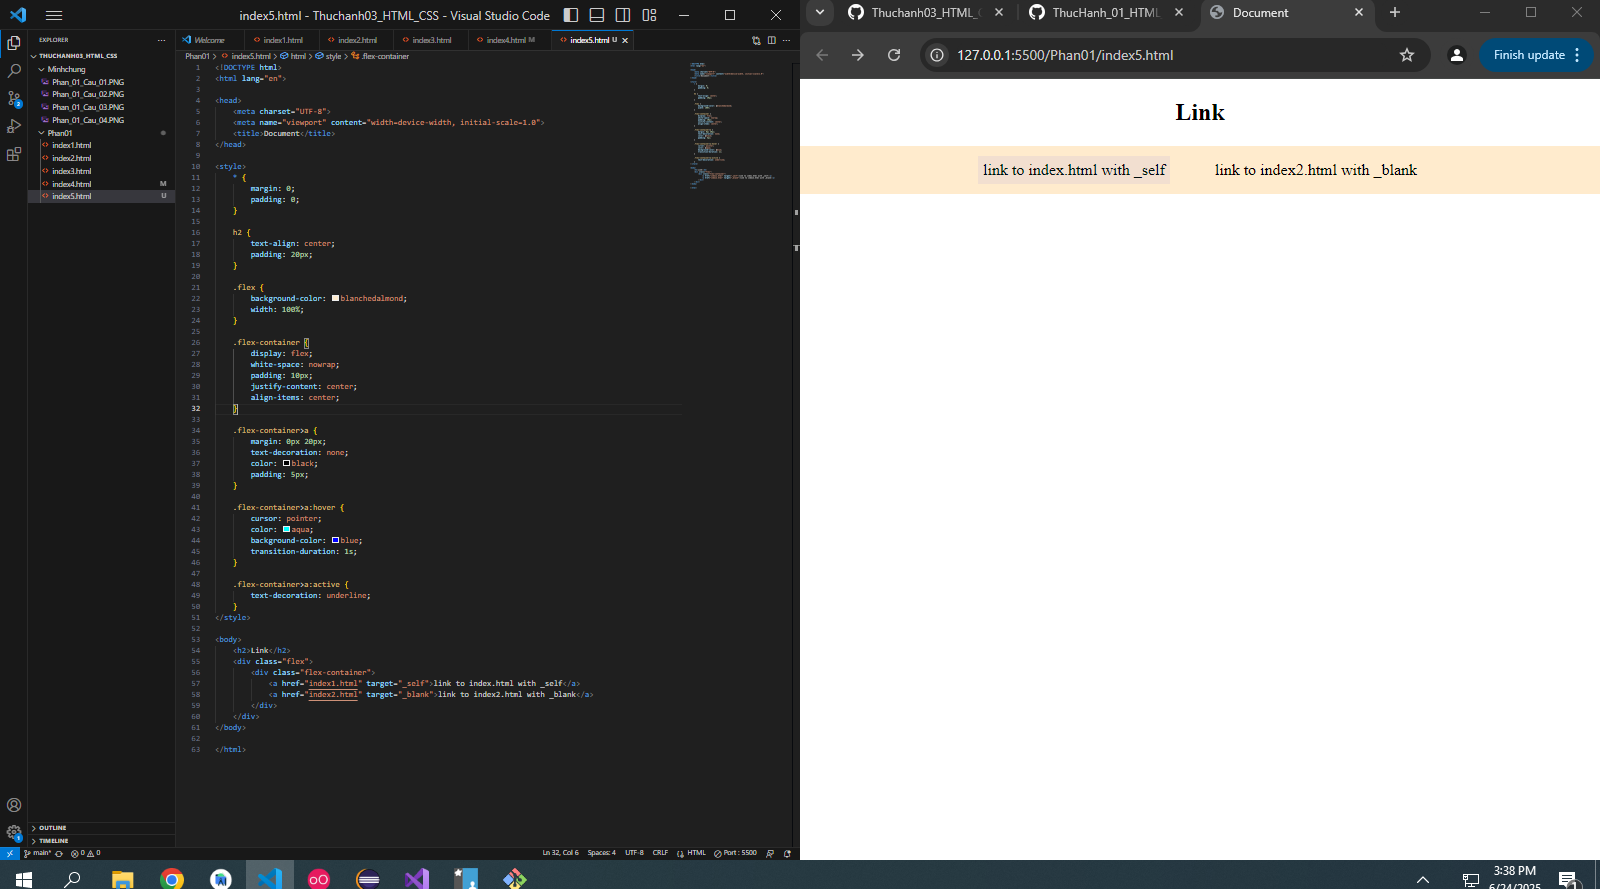 index5.html - Thuchanh03_HTML_CSS - Visual Studio Code
EXPLORER
THUCHANH03_HTML_CSS
Minhchung
Phan_01_Cau_01.PNG
Phan_01_Cau_02.PNG
Phan_01_Cau_03.PNG
Phan_01_Cau_04.PNG
Phan01
index1.html
index2.html
index3.html
index4.html M
index5.html U
OUTLINE
TIMELINE
Welcome index1.html index2.html index3.html index4.html M index5.html U
Phan01 > index5.html > html > style > .flex-container
1 <!DOCTYPE html>
2 <html lang="en">
3
4 <head>
5 <meta charset="UTF-8">
6 <meta name="viewport" content="width=device-width, initial-scale=1.0">
7 <title>Document</title>
8 </head>
9
10 <style>
11 * {
12 margin: 0;
13 padding: 0;
14 }
15
16 h2 {
17 text-align: center;
18 padding: 20px;
19 }
20
21 .flex {
22 background-color: blanchedalmond;
23 width: 100%;
24 }
25
26 .flex-container {
27 display: flex;
28 white-space: nowrap;
29 padding: 10px;
30 justify-content: center;
31 align-items: center;
32 }
33
34 .flex-container>a {
35 margin: 0px 20px;
36 text-decoration: none;
37 color: black;
38 padding: 5px;
39 }
40
41 .flex-container>a:hover {
42 cursor: pointer;
43 color: aqua;
44 background-color: blue;
45 transition-duration: 1s;
46 }
47
48 .flex-container>a:active {
49 text-decoration: underline;
50 }
51 </style>
52
53 <body>
54 <h2>Link</h2>
55 <div class="flex">
56 <div class="flex-container">
57 <a href="index1.html" target="_self">link to index.html with _self</a>
58 <a href="index2.html" target="_blank">link to index2.html with _blank</a>
59 </div>
60 </div>
61 </body>
62
63 </html>
main* 0 0 Ln 32, Col 6 Spaces: 4 UTF-8 CRLF HTML Port : 5500
Thuchanh03_HTML_ ThucHanh_01_HTML Document
127.0.0.1:5500/Phan01/index5.html
Finish update
Link
link to index.html with _self link to index2.html with _blank
3:38 PM
6/24/2025